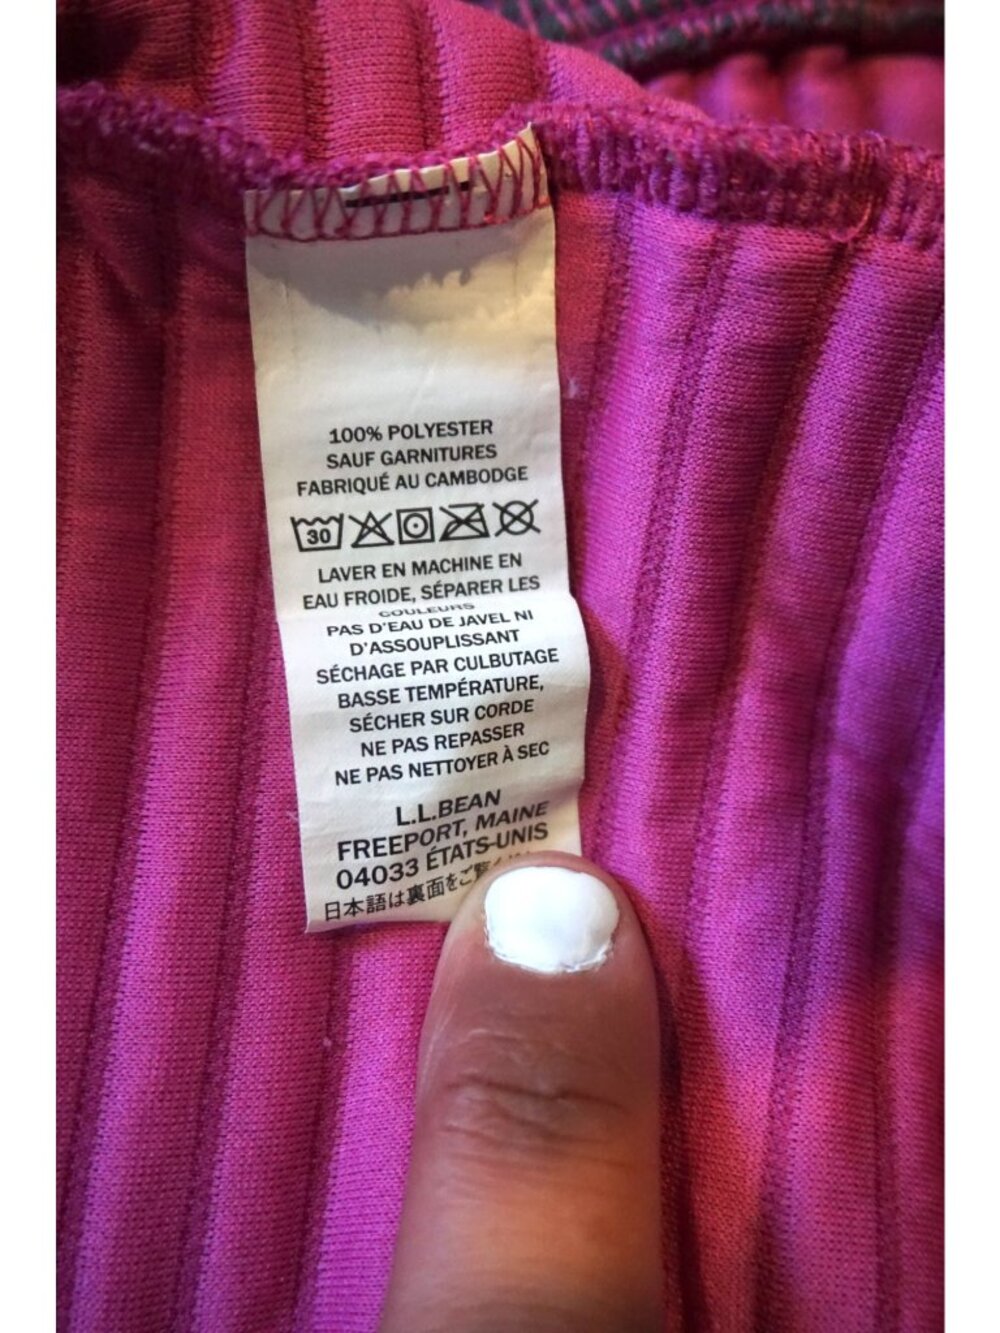 100% POLYESTER
SAUF GARNITURES
FABRIQUÉ AU CAMBODGE
30
LAVER EN MACHINE EN
EAU FROIDE, SÉPARER LES
COULEURS
PAS D'EAU DE JAVEL NI
D'ASSOUPLISSANT
SÉCHAGE PAR CULBUTAGE
BASSE TEMPÉRATURE,
SÉCHER SUR CORDE
NE PAS REPASSER
NE PAS NETTOYER À SEC
L.L.BEAN
FREEPORT, MAINE
04033 ÉTATS-UNIS
日本語は裏面をご覧